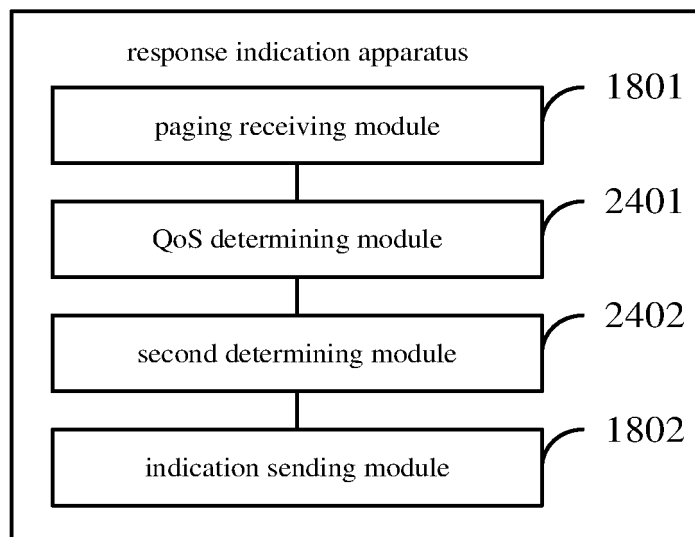 response indication apparatus
1801
paging receiving module
2401
QoS determining module
2402
second determining module
1802
indication sending module